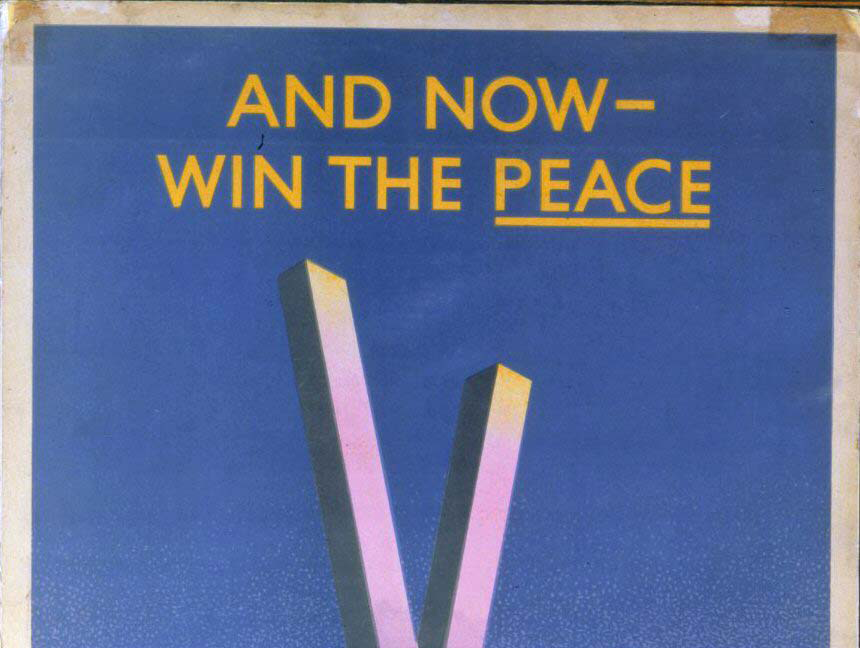 AND NOW–
WIN THE PEACE